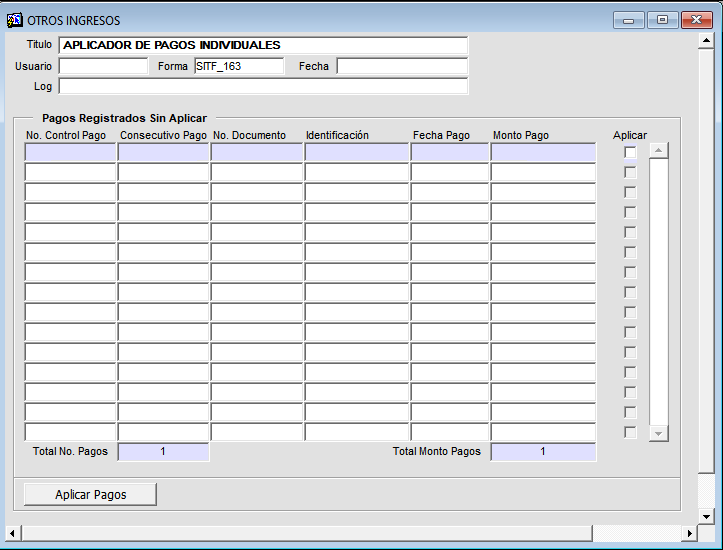 OTROS INGRESOS
Titulo APLICADOR DE PAGOS INDIVIDUALES
Usuario Forma SITF_163 Fecha
Log
Pagos Registrados Sin Aplicar
No. Control Pago Consecutivo Pago No. Documento Identificación Fecha Pago Monto Pago Aplicar
Total No. Pagos 1 Total Monto Pagos 1
Aplicar Pagos